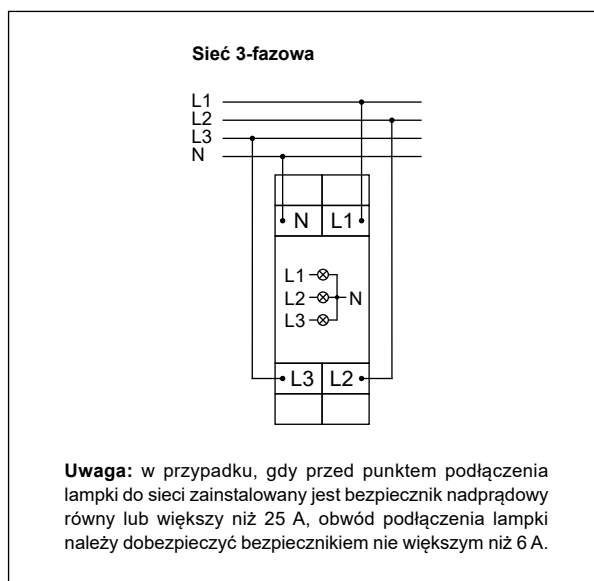 Sieć 3-fazowa
L1
L2
L3
N
N L1
L1
L2 N
L3
L3 L2
Uwaga: w przypadku, gdy przed punktem podłączenia
lampki do sieci zainstalowany jest bezpiecznik nadprądowy
równy lub większy niż 25 A, obwód podłączenia lampki
należy dobezpieczyć bezpiecznikiem nie większym niż 6 A.